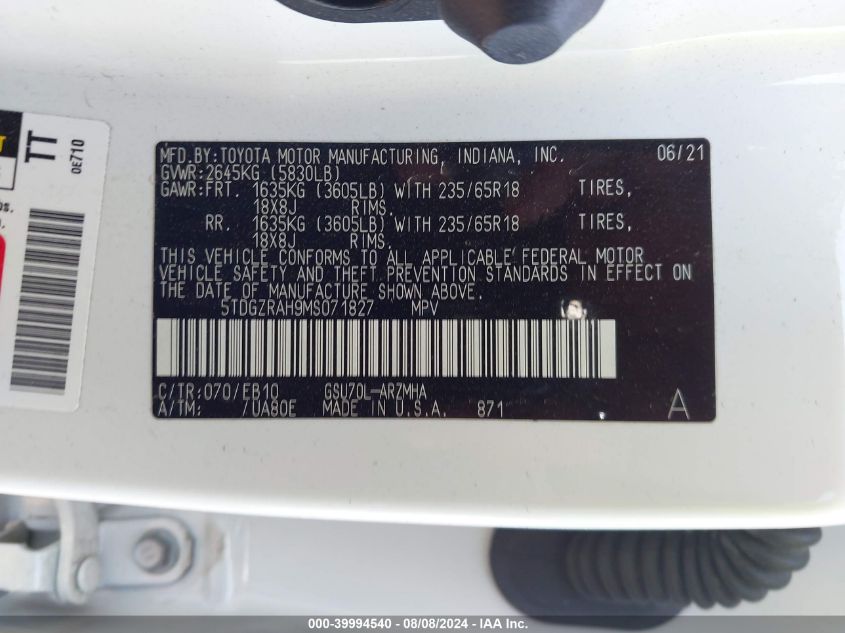 TT
0E710
MFD.BY:TOYOTA MOTOR MANUFACTURING, INDIANA, INC. 06/21
GVWR:2645KG (5830LB)
GAWR:FRT. 1635KG (3605LB) WITH 235/65R18 TIRES,
18X8J RIMS.
RR. 1635KG (3605LB) WITH 235/65R18 TIRES,
18X8J RIMS.
THIS VEHICLE CONFORMS TO ALL APPLICABLE FEDERAL MOTOR
VEHICLE SAFETY AND THEFT PREVENTION STANDARDS IN EFFECT ON
THE DATE OF MANUFACTURE SHOWN ABOVE.
5TDGZRAH9MS071827 MPV
C/TR:070/EB10 GSU70L-ARZMHA
A/TM: /UA80E MADE IN U.S.A. 871 A
000-39994540 - 08/08/2024 - IAA Inc.